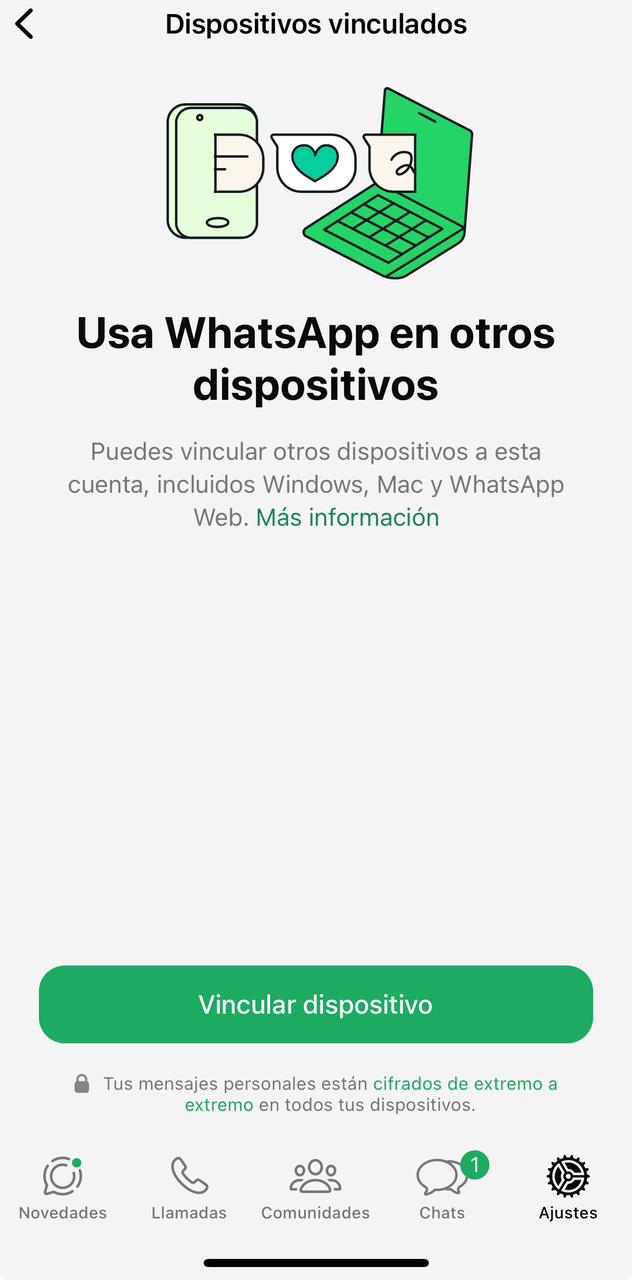 Dispositivos vinculados
Usa WhatsApp en otros
dispositivos
Puedes vincular otros dispositivos a esta
cuenta, incluidos Windows, Mac y WhatsApp
Web. Más información
Vincular dispositivo
Tus mensajes personales están cifrados de extremo a
extremo en todos tus dispositivos.
1
Novedades Llamadas Comunidades Chats Ajustes